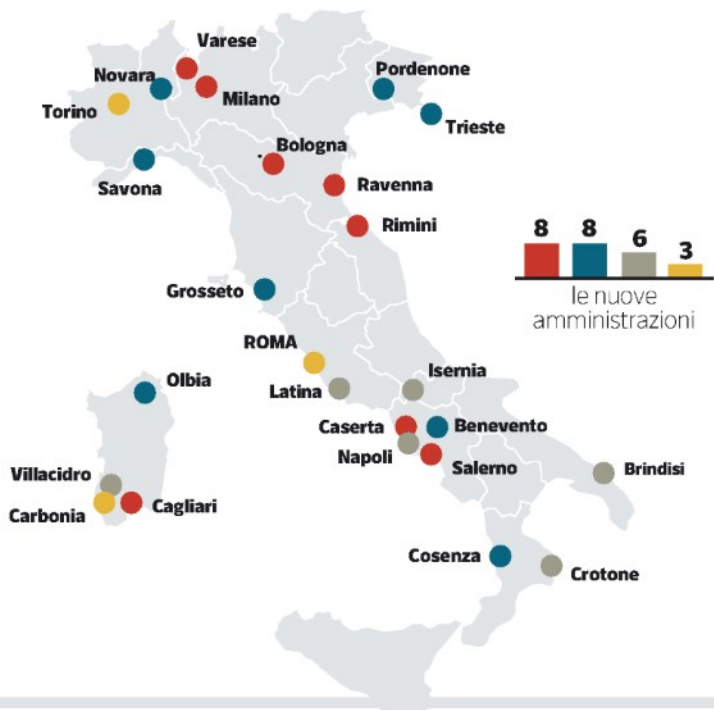 Varese
Novara
Pordenone
Milano
Torino
Trieste
Bologna
Savona
Ravenna
Rimini
8 8 6 3
le nuove
amministrazioni
Grosseto
ROMA
Isernia
Olbia
Latina
Caserta
Benevento
Napoli
Salerno
Brindisi
Villacidro
Carbonia
Cagliari
Cosenza
Crotone